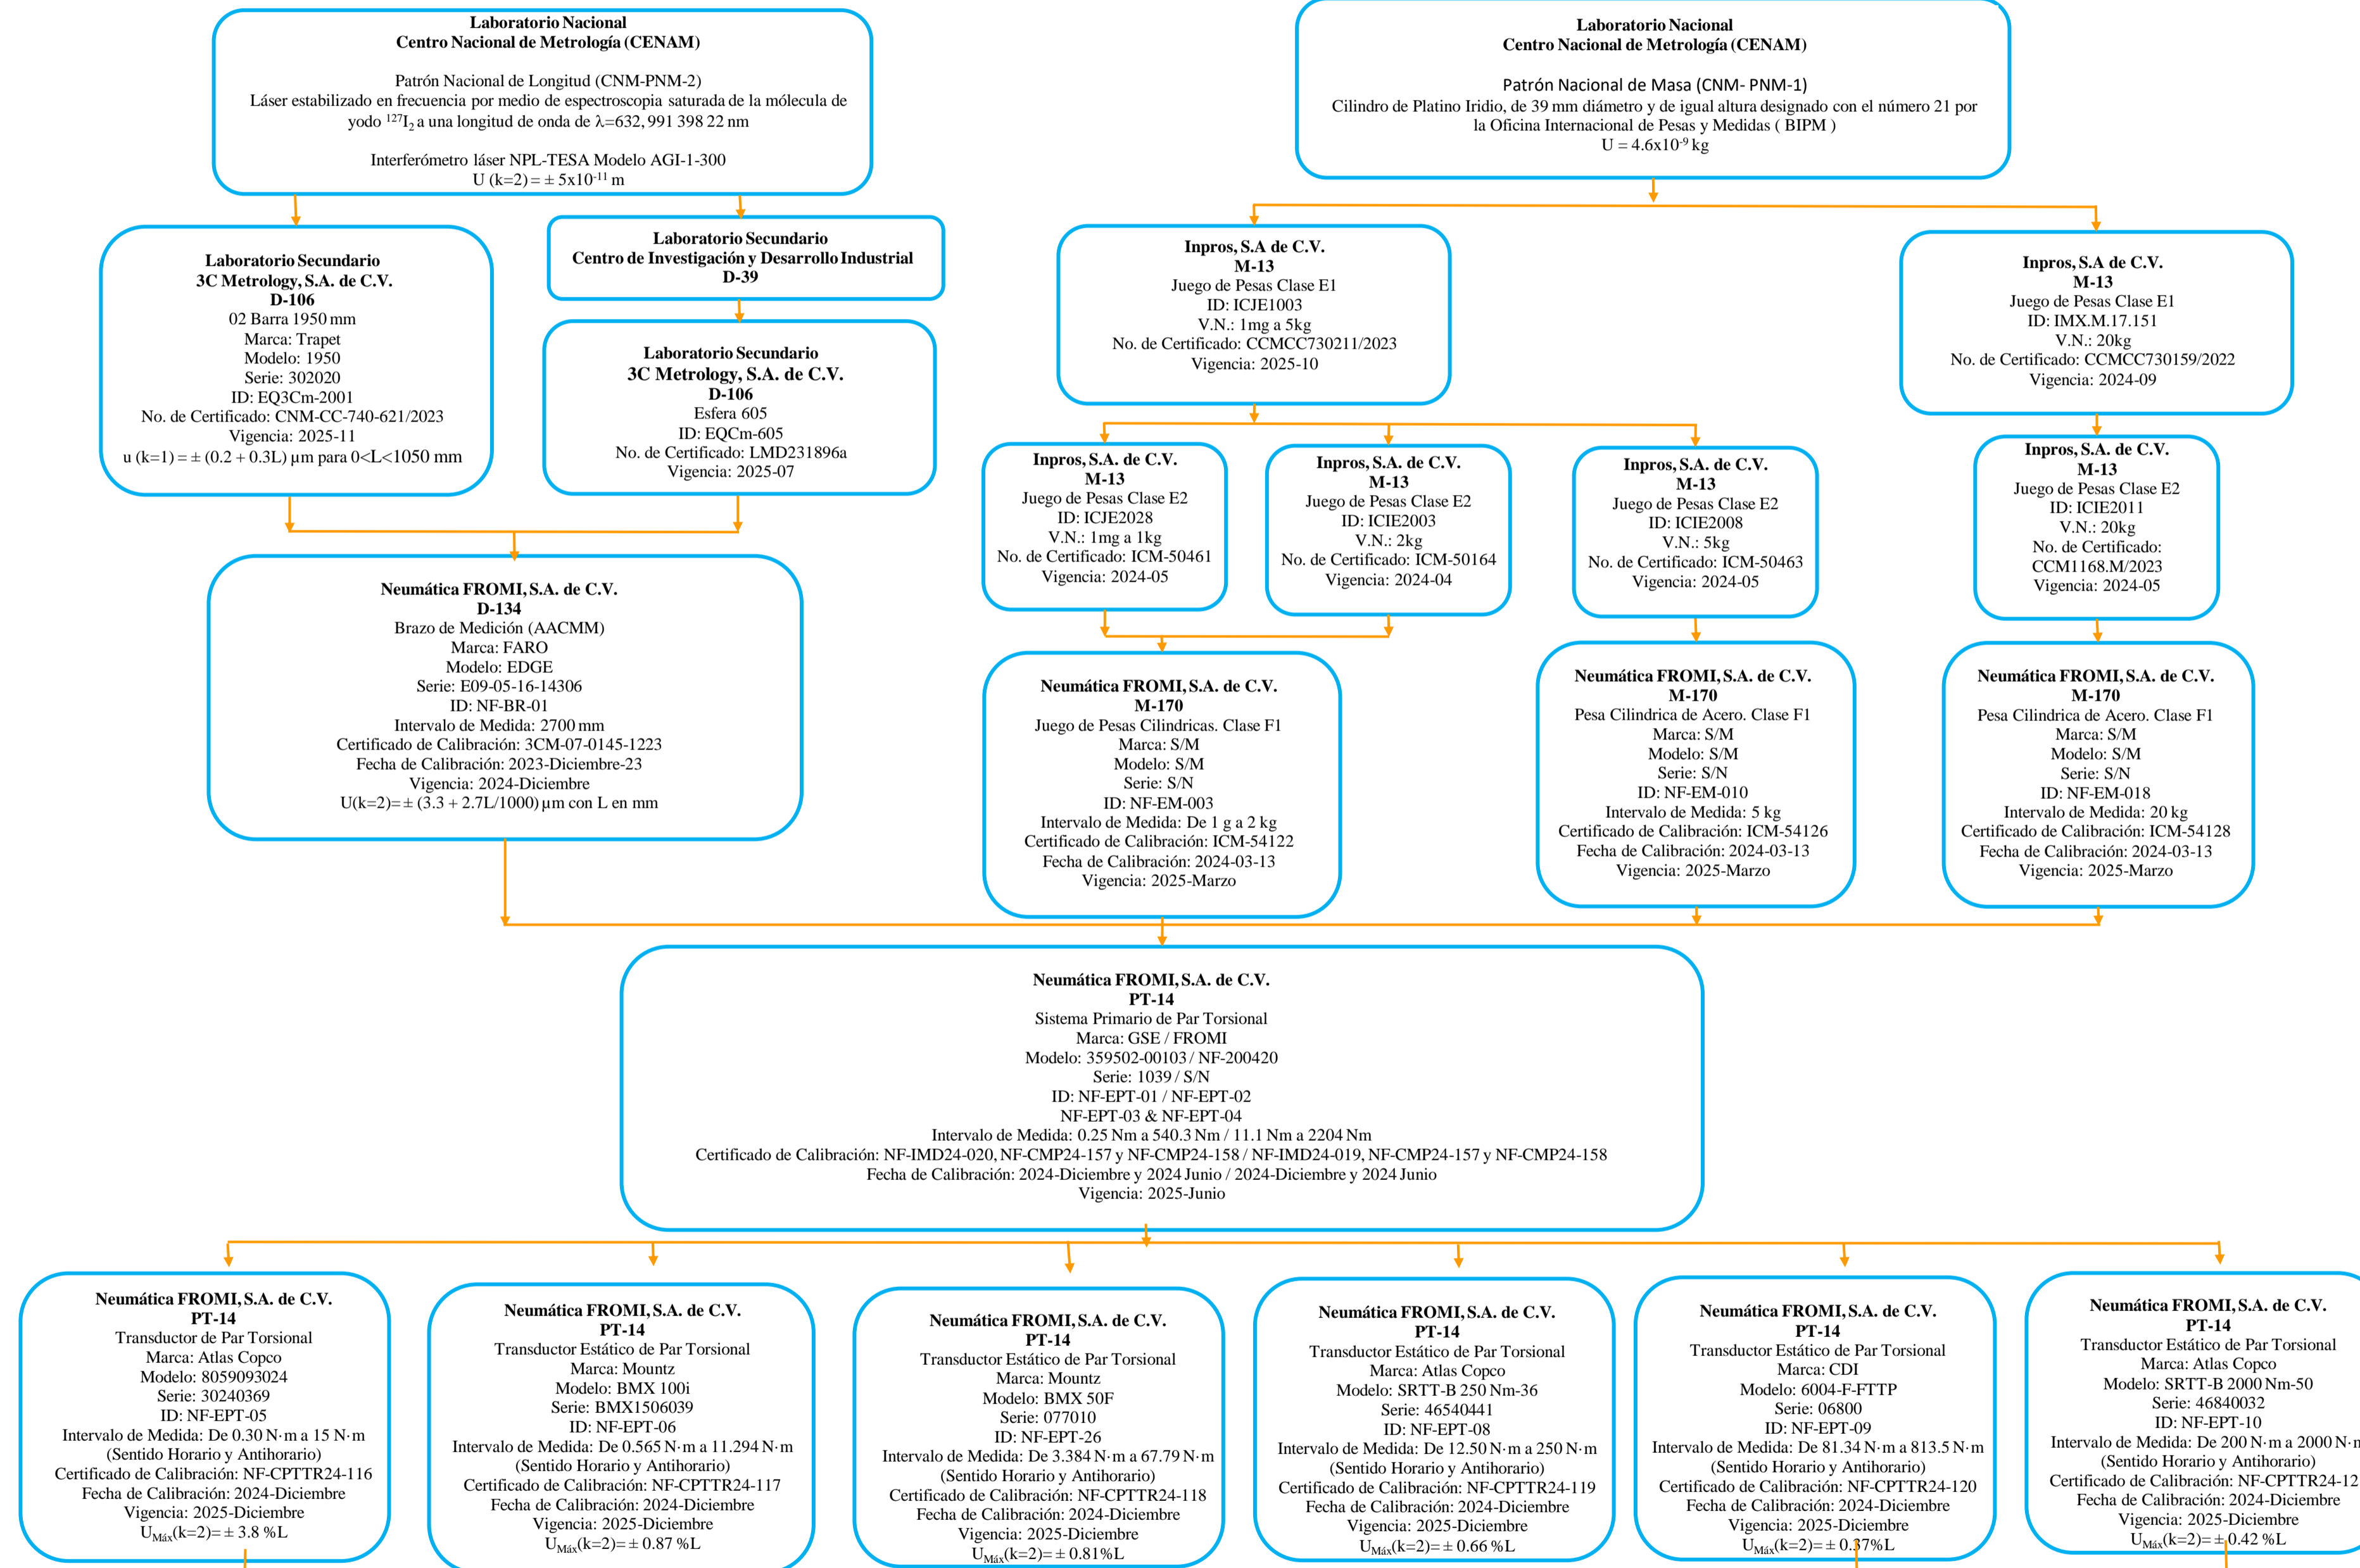 Laboratorio Nacional
Centro Nacional de Metrología (CENAM)
Patrón Nacional de Longitud (CNM-PNM-2)
Láser estabilizado en frecuencia por medio de espectroscopia saturada de la mólecula de
yodo ¹²⁷I₂ a una longitud de onda de λ=632, 991 398 22 nm
Interferómetro láser NPL-TESA Modelo AGI-1-300
U (k=2) = ± 5x10⁻¹¹ m
Laboratorio Nacional
Centro Nacional de Metrología (CENAM)
Patrón Nacional de Masa (CNM- PNM-1)
Cilindro de Platino Iridio, de 39 mm diámetro y de igual altura designado con el número 21 por
la Oficina Internacional de Pesas y Medidas ( BIPM )
U = 4.6x10⁻⁹ kg
Laboratorio Secundario
3C Metrology, S.A. de C.V.
D-106
02 Barra 1950 mm
Marca: Trapet
Modelo: 1950
Serie: 302020
ID: EQ3Cm-2001
No. de Certificado: CNM-CC-740-621/2023
Vigencia: 2025-11
u (k=1) = ± (0.2 + 0.3L) µm para 0<L<1050 mm
Laboratorio Secundario
Centro de Investigación y Desarrollo Industrial
D-39
Laboratorio Secundario
3C Metrology, S.A. de C.V.
D-106
Esfera 605
ID: EQCm-605
No. de Certificado: LMD231896a
Vigencia: 2025-07
Inpros, S.A de C.V.
M-13
Juego de Pesas Clase E1
ID: ICJE1003
V.N.: 1mg a 5kg
No. de Certificado: CCMCC730211/2023
Vigencia: 2025-10
Inpros, S.A de C.V.
M-13
Juego de Pesas Clase E1
ID: IMX.M.17.151
V.N.: 20kg
No. de Certificado: CCMCC730159/2022
Vigencia: 2024-09
Inpros, S.A. de C.V.
M-13
Juego de Pesas Clase E2
ID: ICJE2028
V.N.: 1mg a 1kg
No. de Certificado: ICM-50461
Vigencia: 2024-05
Inpros, S.A. de C.V.
M-13
Juego de Pesas Clase E2
ID: ICIE2003
V.N.: 2kg
No. de Certificado: ICM-50164
Vigencia: 2024-04
Inpros, S.A. de C.V.
M-13
Juego de Pesas Clase E2
ID: ICIE2008
V.N.: 5kg
No. de Certificado: ICM-50463
Vigencia: 2024-05
Inpros, S.A. de C.V.
M-13
Juego de Pesas Clase E2
ID: ICIE2011
V.N.: 20kg
No. de Certificado:
CCM1168.M/2023
Vigencia: 2024-05
Neumática FROMI, S.A. de C.V.
D-134
Brazo de Medición (AACMM)
Marca: FARO
Modelo: EDGE
Serie: E09-05-16-14306
ID: NF-BR-01
Intervalo de Medida: 2700 mm
Certificado de Calibración: 3CM-07-0145-1223
Fecha de Calibración: 2023-Diciembre-23
Vigencia: 2024-Diciembre
U(k=2)= ± (3.3 + 2.7L/1000) µm con L en mm
Neumática FROMI, S.A. de C.V.
M-170
Juego de Pesas Cilindricas. Clase F1
Marca: S/M
Modelo: S/M
Serie: S/N
ID: NF-EM-003
Intervalo de Medida: De 1 g a 2 kg
Certificado de Calibración: ICM-54122
Fecha de Calibración: 2024-03-13
Vigencia: 2025-Marzo
Neumática FROMI, S.A. de C.V.
M-170
Pesa Cilindrica de Acero. Clase F1
Marca: S/M
Modelo: S/M
Serie: S/N
ID: NF-EM-010
Intervalo de Medida: 5 kg
Certificado de Calibración: ICM-54126
Fecha de Calibración: 2024-03-13
Vigencia: 2025-Marzo
Neumática FROMI, S.A. de C.V.
M-170
Pesa Cilindrica de Acero. Clase F1
Marca: S/M
Modelo: S/M
Serie: S/N
ID: NF-EM-018
Intervalo de Medida: 20 kg
Certificado de Calibración: ICM-54128
Fecha de Calibración: 2024-03-13
Vigencia: 2025-Marzo
Neumática FROMI, S.A. de C.V.
PT-14
Sistema Primario de Par Torsional
Marca: GSE / FROMI
Modelo: 359502-00103 / NF-200420
Serie: 1039 / S/N
ID: NF-EPT-01 / NF-EPT-02
NF-EPT-03 & NF-EPT-04
Intervalo de Medida: 0.25 Nm a 540.3 Nm / 11.1 Nm a 2204 Nm
Certificado de Calibración: NF-IMD24-020, NF-CMP24-157 y NF-CMP24-158 / NF-IMD24-019, NF-CMP24-157 y NF-CMP24-158
Fecha de Calibración: 2024-Diciembre y 2024 Junio / 2024-Diciembre y 2024 Junio
Vigencia: 2025-Junio
Neumática FROMI, S.A. de C.V.
PT-14
Transductor de Par Torsional
Marca: Atlas Copco
Modelo: 8059093024
Serie: 30240369
ID: NF-EPT-05
Intervalo de Medida: De 0.30 N·m a 15 N·m
(Sentido Horario y Antihorario)
Certificado de Calibración: NF-CPTTR24-116
Fecha de Calibración: 2024-Diciembre
Vigencia: 2025-Diciembre
U_Máx(k=2)= ± 3.8 %L
Neumática FROMI, S.A. de C.V.
PT-14
Transductor Estático de Par Torsional
Marca: Mountz
Modelo: BMX 100i
Serie: BMX1506039
ID: NF-EPT-06
Intervalo de Medida: De 0.565 N·m a 11.294 N·m
(Sentido Horario y Antihorario)
Certificado de Calibración: NF-CPTTR24-117
Fecha de Calibración: 2024-Diciembre
Vigencia: 2025-Diciembre
U_Máx(k=2)= ± 0.87 %L
Neumática FROMI, S.A. de C.V.
PT-14
Transductor Estático de Par Torsional
Marca: Mountz
Modelo: BMX 50F
Serie: 077010
ID: NF-EPT-26
Intervalo de Medida: De 3.384 N·m a 67.79 N·m
(Sentido Horario y Antihorario)
Certificado de Calibración: NF-CPTTR24-118
Fecha de Calibración: 2024-Diciembre
Vigencia: 2025-Diciembre
U_Máx(k=2)= ± 0.81%L
Neumática FROMI, S.A. de C.V.
PT-14
Transductor Estático de Par Torsional
Marca: Atlas Copco
Modelo: SRTT-B 250 Nm-36
Serie: 46540441
ID: NF-EPT-08
Intervalo de Medida: De 12.50 N·m a 250 N·m
(Sentido Horario y Antihorario)
Certificado de Calibración: NF-CPTTR24-119
Fecha de Calibración: 2024-Diciembre
Vigencia: 2025-Diciembre
U_Máx(k=2)= ± 0.66 %L
Neumática FROMI, S.A. de C.V.
PT-14
Transductor Estático de Par Torsional
Marca: CDI
Modelo: 6004-F-FTTP
Serie: 06800
ID: NF-EPT-09
Intervalo de Medida: De 81.34 N·m a 813.5 N·m
(Sentido Horario y Antihorario)
Certificado de Calibración: NF-CPTTR24-120
Fecha de Calibración: 2024-Diciembre
Vigencia: 2025-Diciembre
U_Máx(k=2)= ± 0.37%L
Neumática FROMI, S.A. de C.V.
PT-14
Transductor Estático de Par Torsional
Marca: Atlas Copco
Modelo: SRTT-B 2000 Nm-50
Serie: 46840032
ID: NF-EPT-10
Intervalo de Medida: De 200 N·m a 2000 N·m
(Sentido Horario y Antihorario)
Certificado de Calibración: NF-CPTTR24-12
Fecha de Calibración: 2024-Diciembre
Vigencia: 2025-Diciembre
U_Máx(k=2)= ± 0.42 %L